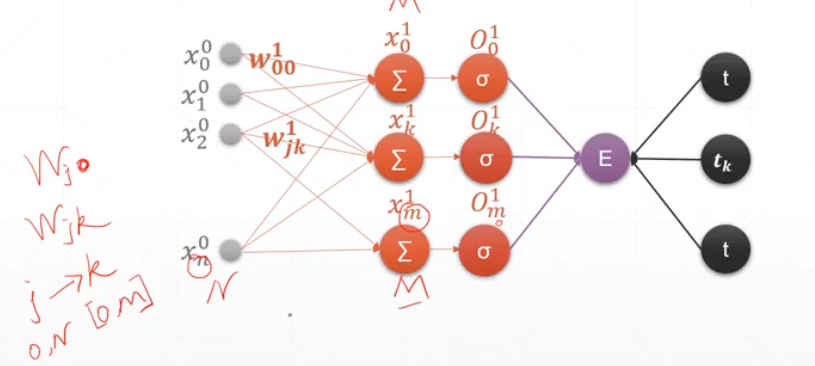 M
x_0^0 w_{00}^1 x_0^1 ∑ O_0^1 σ t
x_1^0
x_2^0 w_{jk}^1 x_k^1 ∑ O_k^1 σ E t_k
W_{j0}
W_{jk}
x_n^0 x_m^1 ∑ O_m^1 σ t
N M
j → k
0,N [0,M]